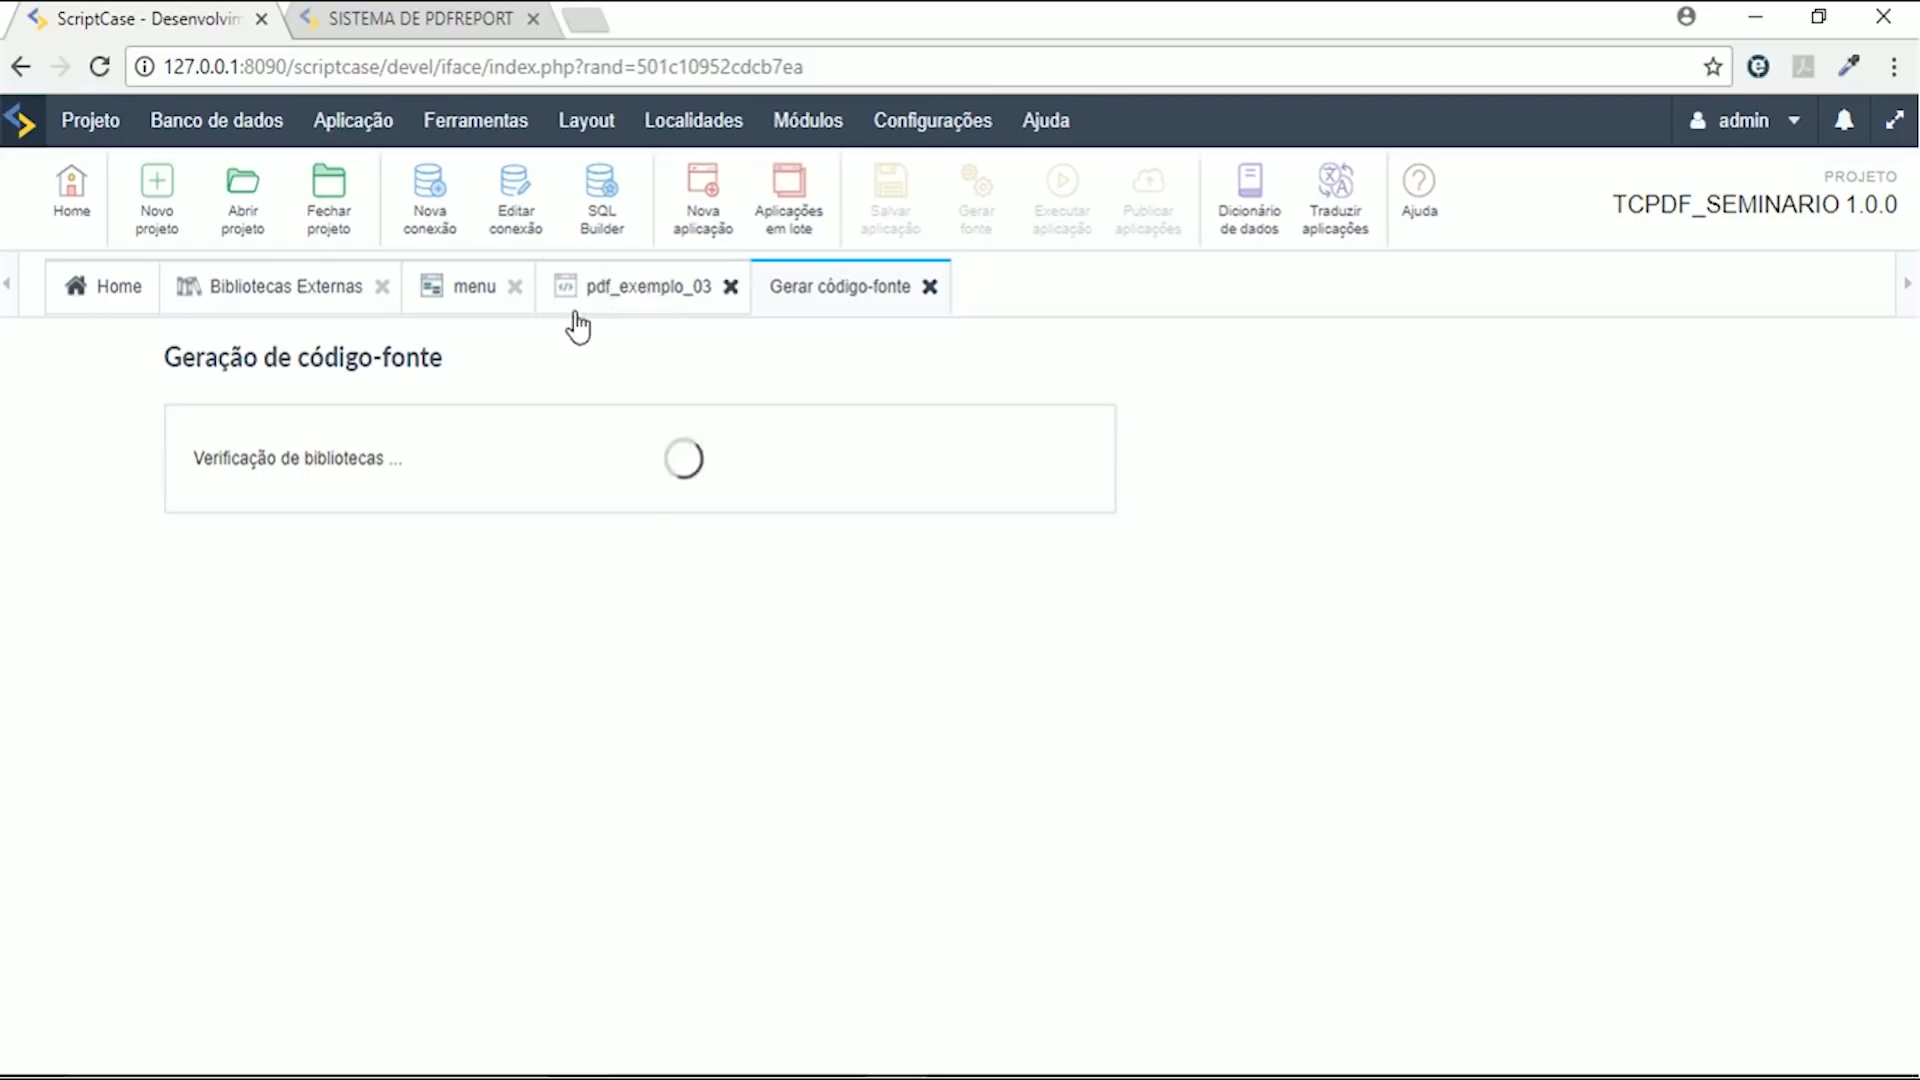 ScriptCase - Desenvolvim
SISTEMA DE PDFREPORT
127.0.0.1:8090/scriptcase/devel/iface/index.php?rand=501c10952cdcb7ea
Projeto Banco de dados Aplicação Ferramentas Layout Localidades Módulos Configurações Ajuda admin
Home
Novo projeto
Abrir projeto
Fechar projeto
Nova conexão
Editar conexão
SQL Builder
Nova aplicação
Aplicações em lote
Salvar aplicação
Gerar fonte
Executar aplicação
Publicar aplicações
Dicionário de dados
Traduzir aplicações
Ajuda
PROJETO
TCPDF_SEMINARIO 1.0.0
Home Bibliotecas Externas menu pdf_exemplo_03 Gerar código-fonte
Geração de código-fonte
Verificação de bibliotecas ...